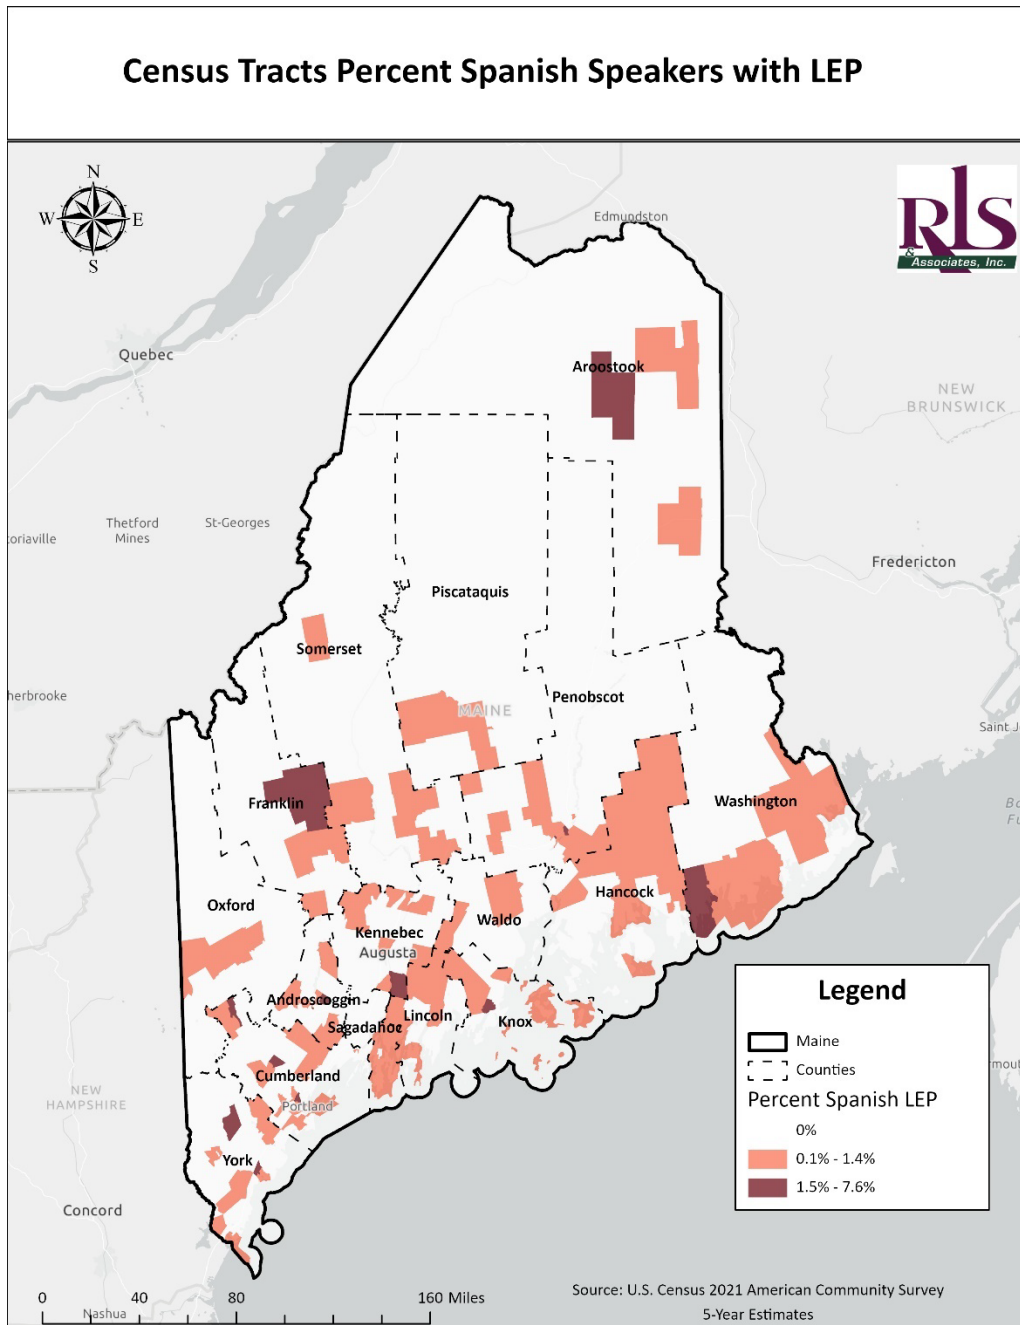 Census Tracts Percent Spanish Speakers with LEP
N
W E
S
RLS
& Associates, Inc.
Edmundston
Quebec
Aroostook
NEW
BRUNSWICK
Thetford
Mines
St-Georges
toriaville
Fredericton
Piscataquis
Somerset
herbrooke
Penobscot
MAINE
Saint J
Franklin
Washington
Oxford
Hancock
Waldo
Kennebec
Augusta
Androscoggin
Lincoln
Knox
Sagadahoc
Cumberland
NEW
HAMPSHIRE
Portland
York
Concord
Nashua
mout
Legend
Maine
Counties
Percent Spanish LEP
0%
0.1% - 1.4%
1.5% - 7.6%
0 40 80 160 Miles
Source: U.S. Census 2021 American Community Survey
5-Year Estimates